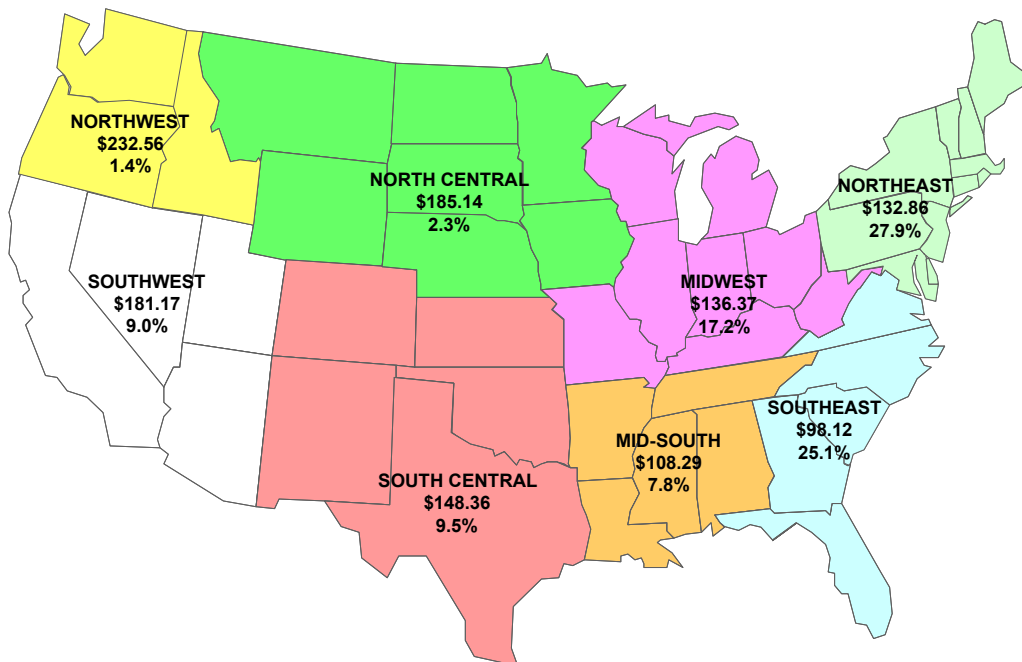 NORTHWEST
$232.56
1.4%
NORTH CENTRAL
$185.14
2.3%
NORTHEAST
$132.86
27.9%
SOUTHWEST
$181.17
9.0%
MIDWEST
$136.37
17.2%
SOUTHEAST
$98.12
25.1%
MID-SOUTH
$108.29
7.8%
SOUTH CENTRAL
$148.36
9.5%